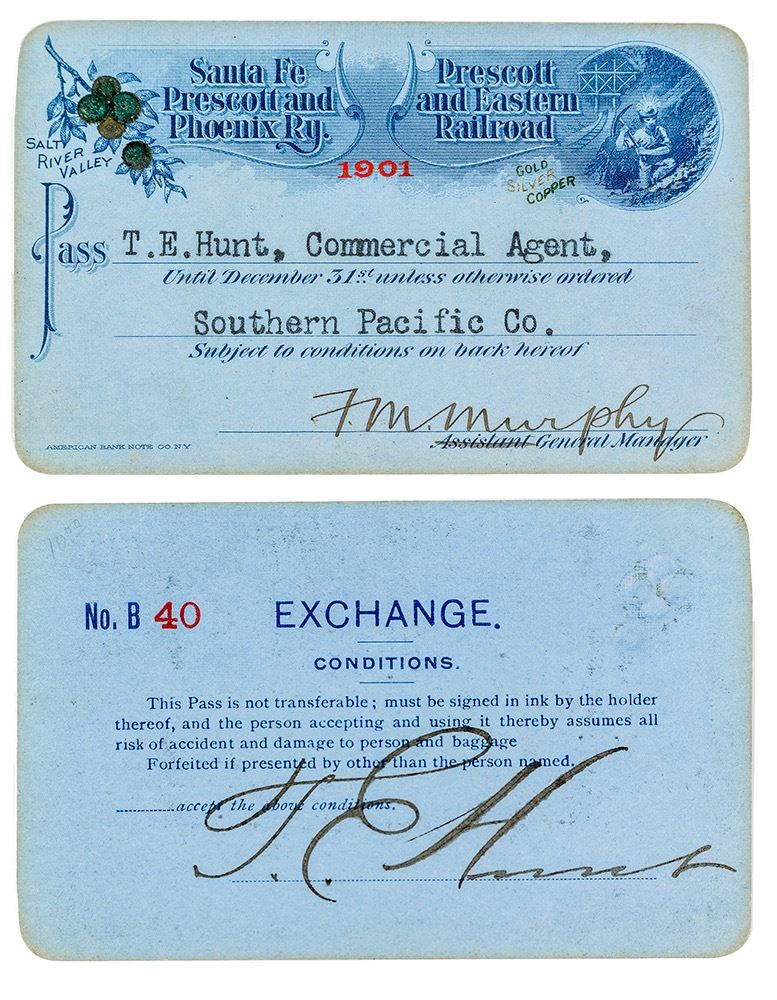 Santa Fe
Prescott and
Phoenix Ry.
Prescott
and Eastern
Railroad
SALT
RIVER
VALLEY
1901
GOLD
SILVER
COPPER
Pass T.E.Hunt, Commercial Agent,
Until December 31st unless otherwise ordered
Southern Pacific Co.
Subject to conditions on back hereof
F.M. Murphy
Assistant General Manager
AMERICAN BANK NOTE CO. N.Y.
No. B 40
EXCHANGE.
CONDITIONS.
This Pass is not transferable; must be signed in ink by the holder
thereof, and the person accepting and using it thereby assumes all
risk of accident and damage to person and baggage
Forfeited if presented by other than the person named.
accept the above conditions.
T. E. Hunt